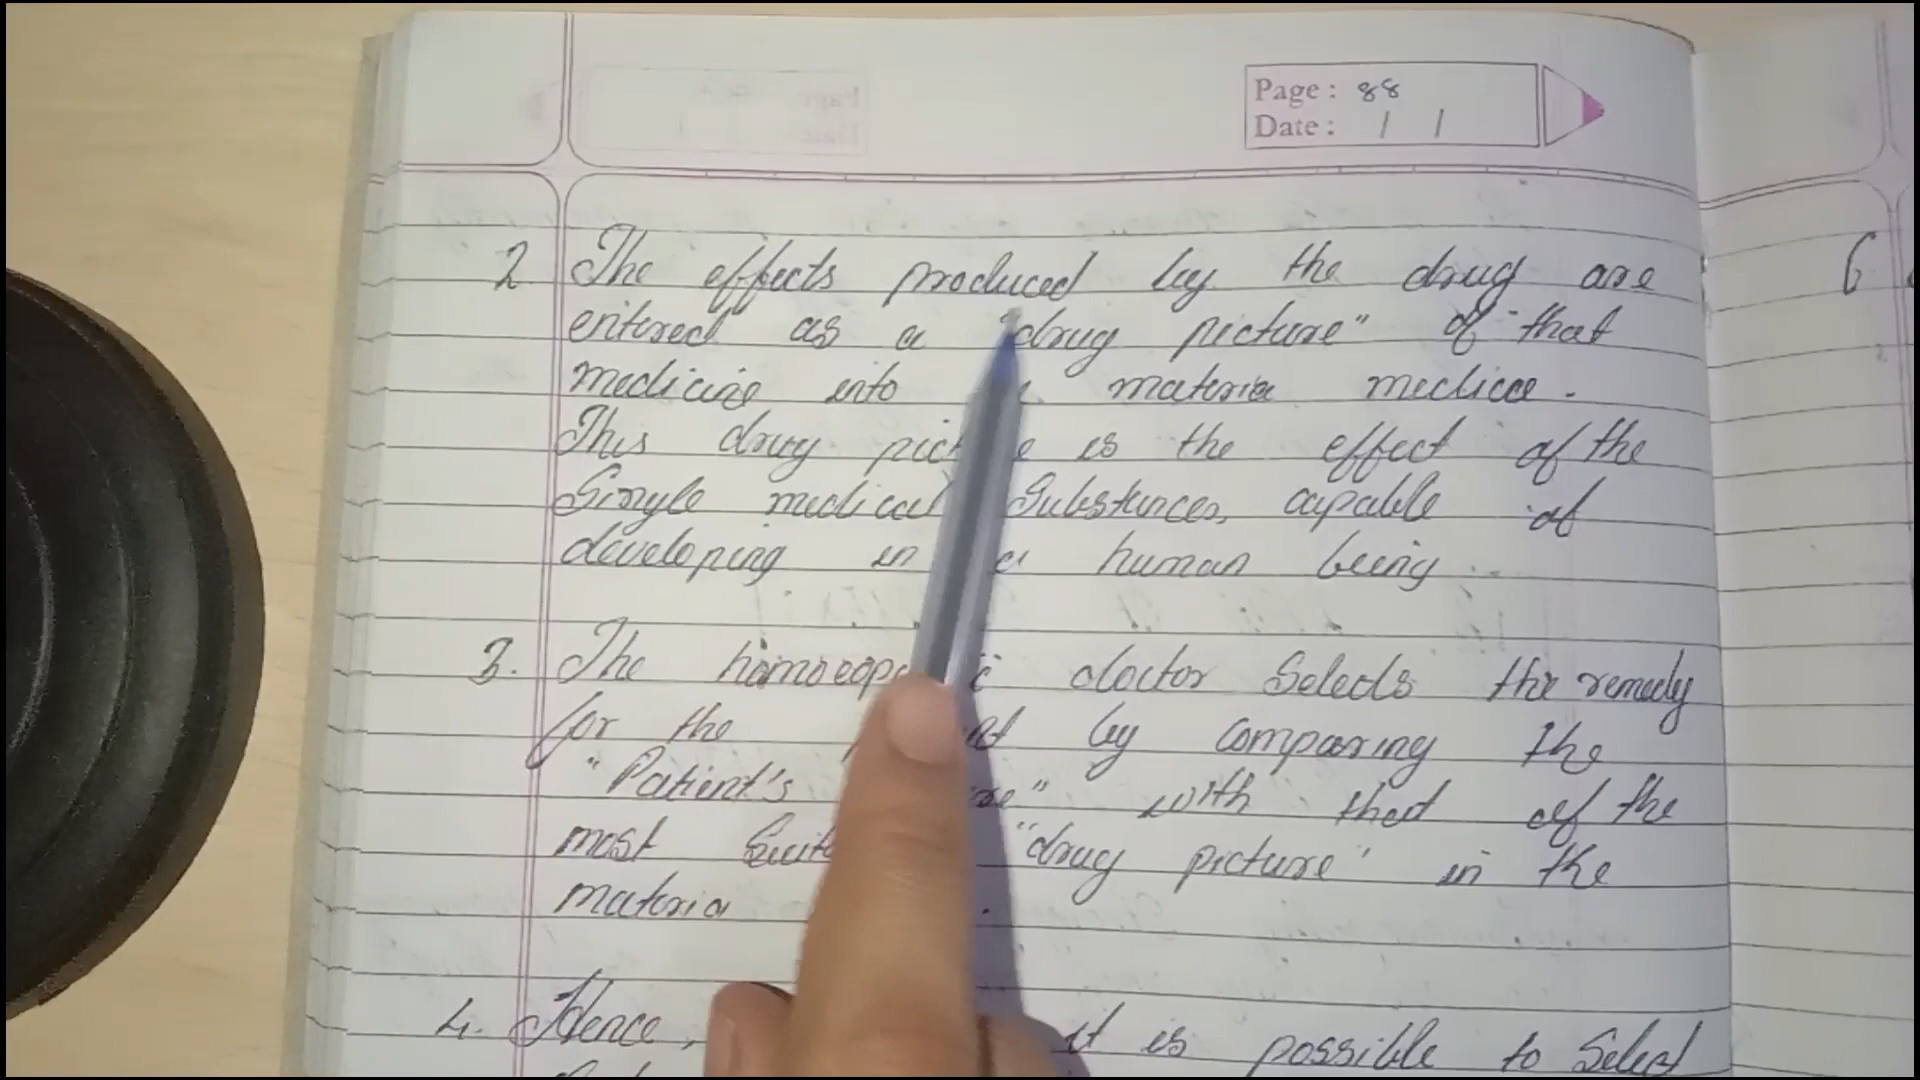 Page : 88
Date : / /
2 The effects produced by the drug are
entered as a "drug picture" of that
medicine into materia medica.
This drug is the effect of the
Single medical Substances, capable of
developing in a human being.
3. The doctor Selects the remedy
for the by comparing the
"Patient's with that of the
most "drug picture" in the
materia
4. Hence, it is possible to Select
6